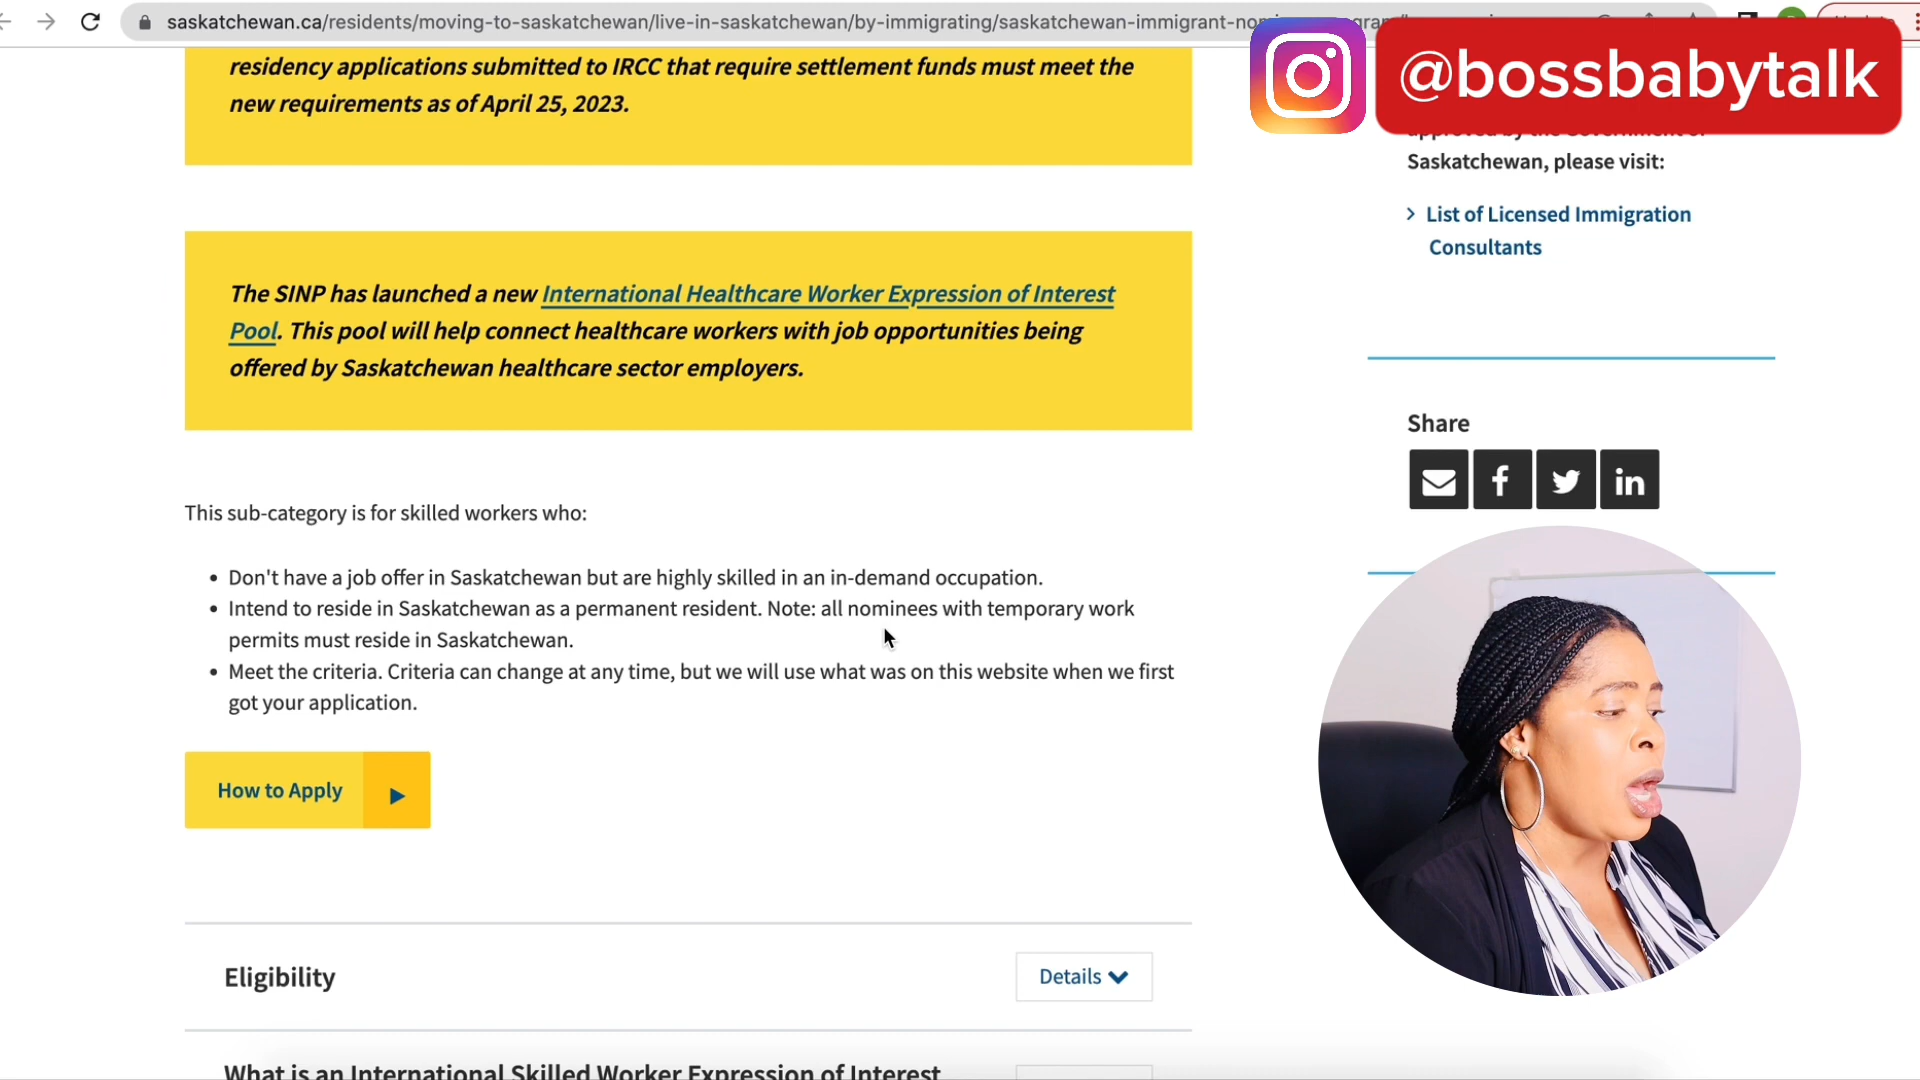 saskatchewan.ca/residents/moving-to-saskatchewan/live-in-saskatchewan/by-immigrating/saskatchewan-immigrant-
@bossbabytalk
residency applications submitted to IRCC that require settlement funds must meet the
new requirements as of April 25, 2023.
approved by the Government of
Saskatchewan, please visit:
List of Licensed Immigration
Consultants
The SINP has launched a new International Healthcare Worker Expression of Interest
Pool. This pool will help connect healthcare workers with job opportunities being
offered by Saskatchewan healthcare sector employers.
Share
This sub-category is for skilled workers who:
• Don't have a job offer in Saskatchewan but are highly skilled in an in-demand occupation.
• Intend to reside in Saskatchewan as a permanent resident. Note: all nominees with temporary work
permits must reside in Saskatchewan.
• Meet the criteria. Criteria can change at any time, but we will use what was on this website when we first
got your application.
How to Apply
Eligibility
Details
What is an International Skilled Worker Expression of Interest